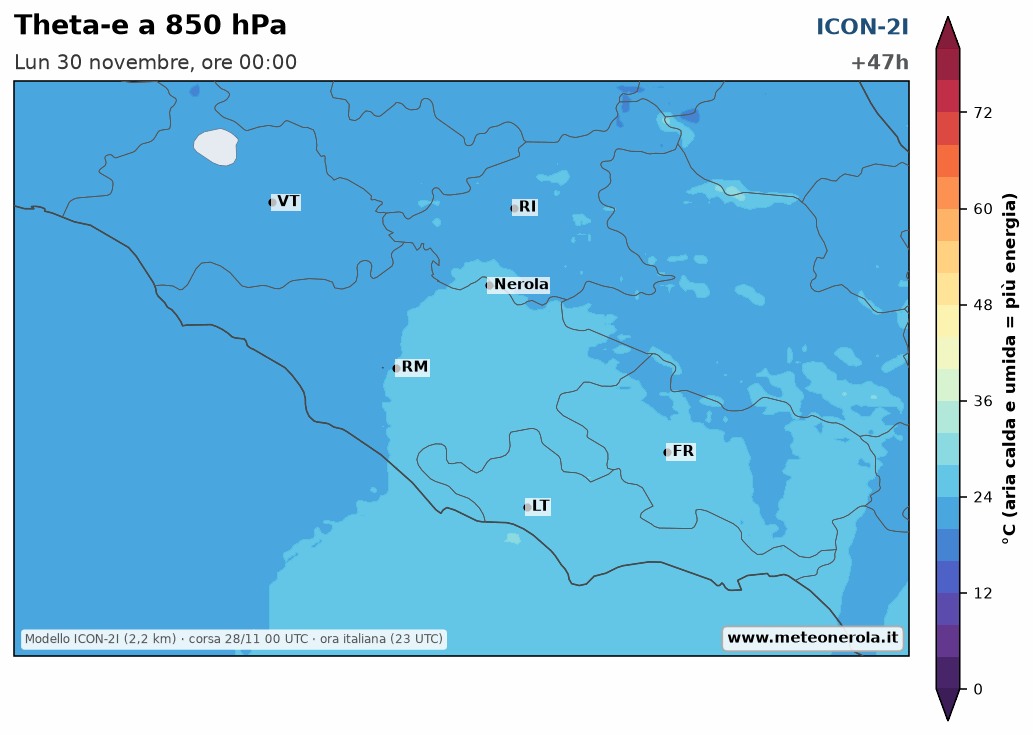 Theta-e a 850 hPa
ICON-2I
Lun 30 novembre, ore 00:00
+47h
VT
RI
Nerola
RM
FR
LT
Modello ICON-2I (2,2 km) · corsa 28/11 00 UTC · ora italiana (23 UTC)
www.meteonerola.it
72
60
48
36
24
12
0
°C (aria calda e umida = più energia)